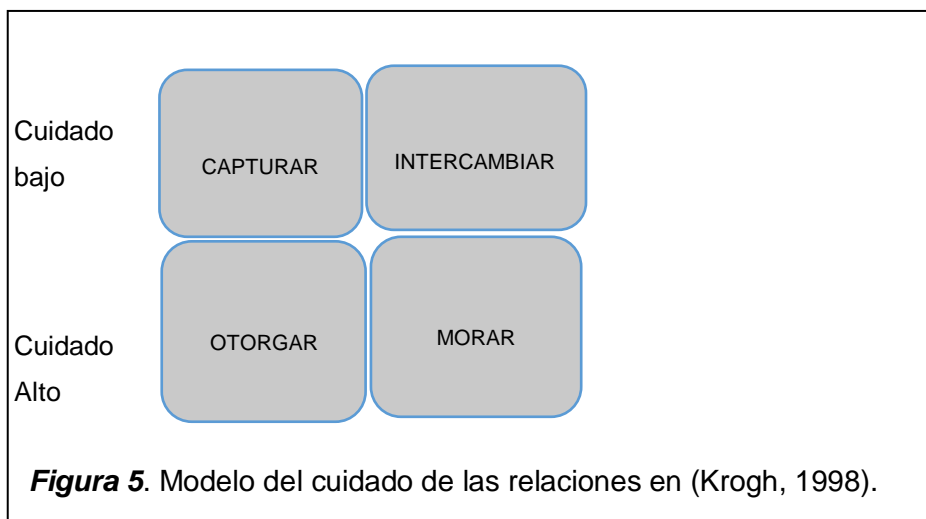 Cuidado
bajo
CAPTURAR
INTERCAMBIAR
Cuidado
Alto
OTORGAR
MORAR
Figura 5. Modelo del cuidado de las relaciones en (Krogh, 1998).